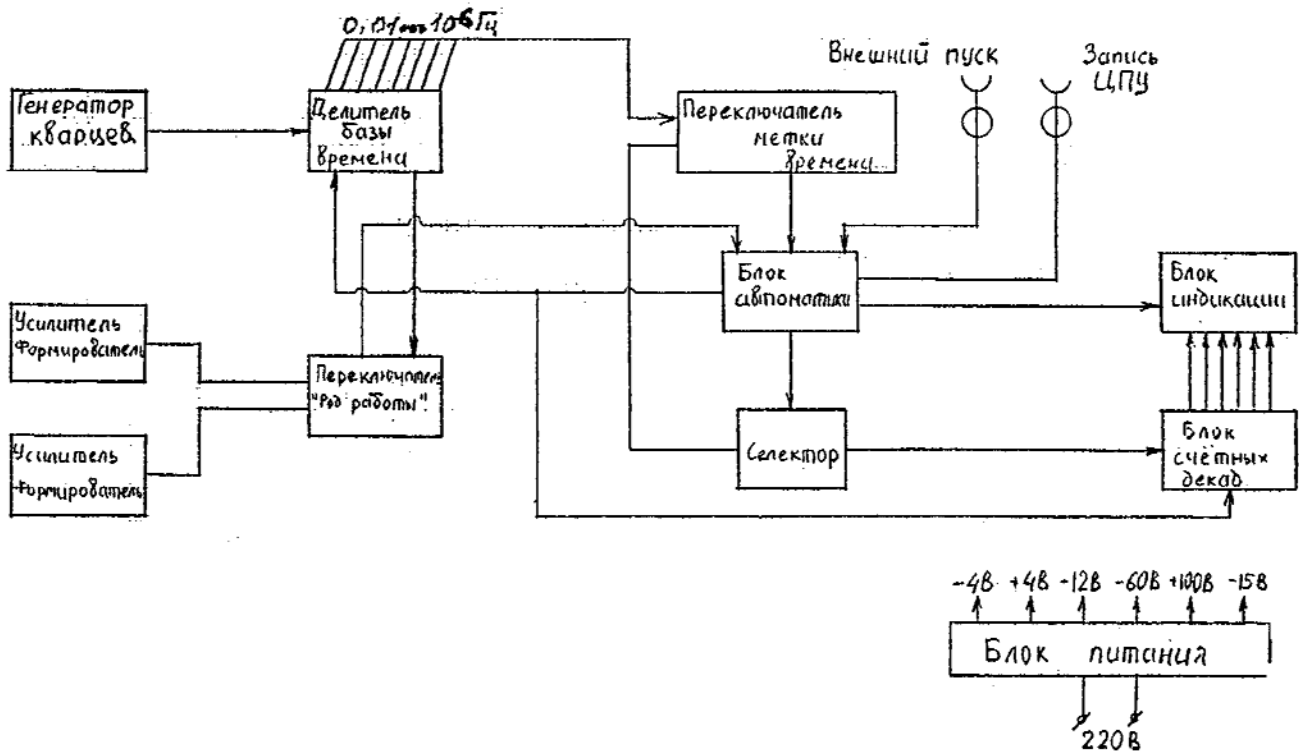 0,01... 10⁶ Гц
Внешний пуск
Запись
ЦПУ
Генератор
кварцев.
Делитель
базы
времени
Переключатель
метки
времени
Блок
автоматики
Блок
индикации
Усилитель
Формирователь
Переключатель
"Род работы".
Усилитель
Формирователь
Селектор
Блок
счётных
декад
-4В +4В -12В -60В +100В -15В
Блок питания
220В